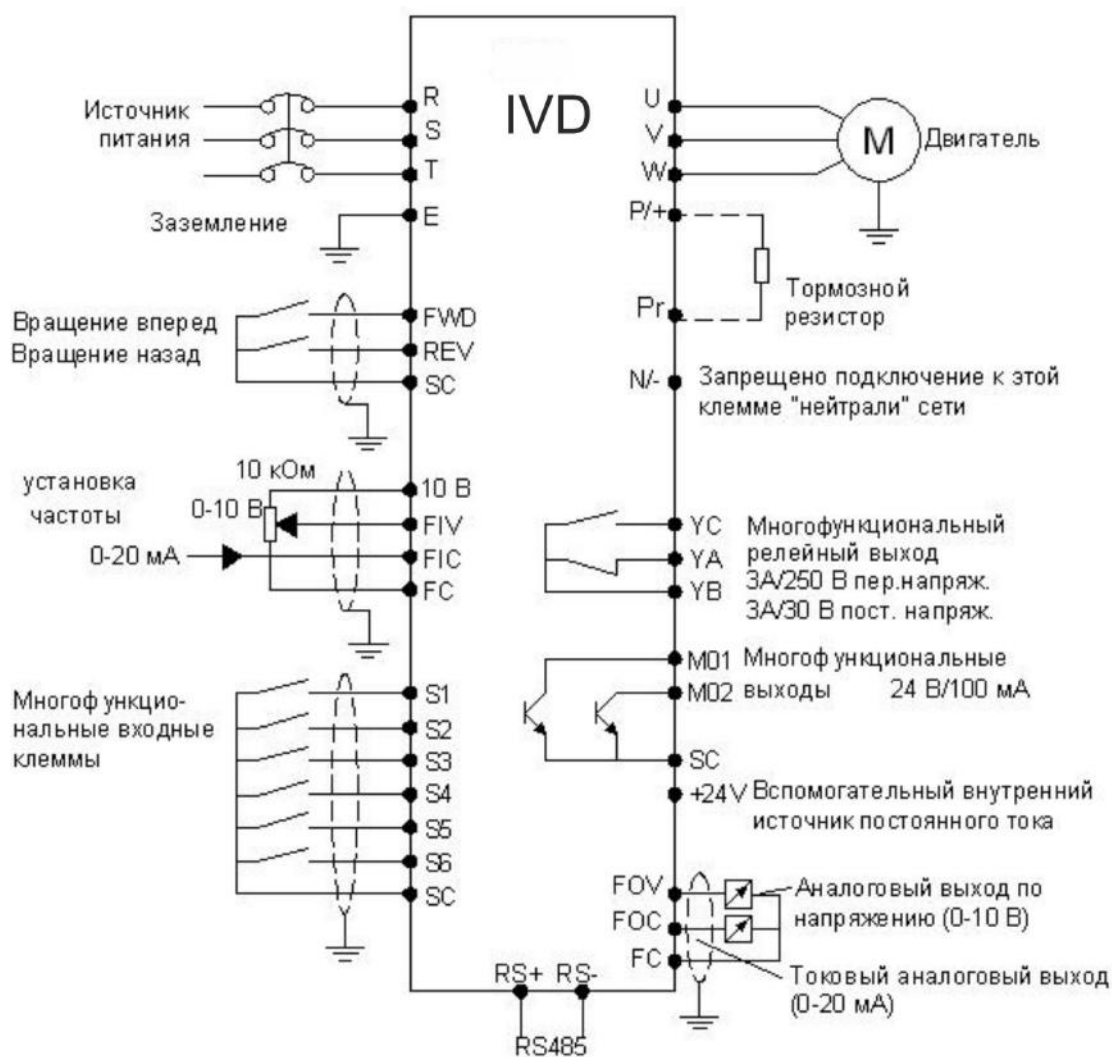 IVD
Источник
питания
R
S
T
Заземление
E
Вращение вперед
Вращение назад
FWD
REV
SC
10 кОм
установка
частоты
0-10 В
0-20 мА
10 В
FIV
FIC
FC
Многофункцио-
нальные входные
клеммы
S1
S2
S3
S4
S5
S6
SC
RS+ RS-
RS485
U
V
W
M
Двигатель
P/+
Pr
Тормозной
резистор
N/-
Запрещено подключение к этой
клемме "нейтрали" сети
YC
YA
YB
Многофункциональный
релейный выход
3А/250 В пер.напряж.
3А/30 В пост. напряж.
M01 Многофункциональные
M02 выходы 24 В/100 мА
SC
+24V Вспомогательный внутренний
источник постоянного тока
FOV
FOC
FC
Аналоговый выход по
напряжению (0-10 В)
Токовый аналоговый выход
(0-20 мА)